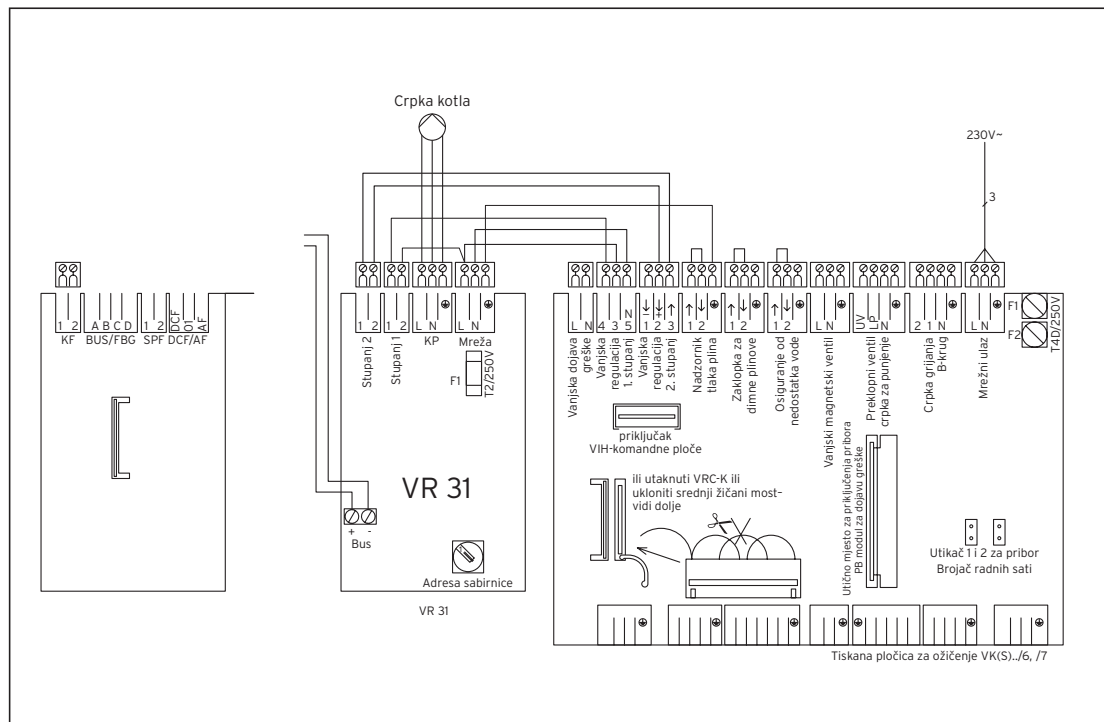 Crpka kotla
230V~
3
1 2
KF
A B C D
BUS/FBG
1 2
SPF
DCF
01
AF
DCF/AF
1 2
Stupanj 2
1 2
Stupanj 1
L N
KP
L N
Mreža
F1
T2/250V
VR 31
+ -
Bus
Adresa sabirnice
VR 31
L N
Vanjska dojava
greške
4 3 5
N
Vanjska
regulacija
1. stupanj
1 2 3
- +
Vanjska
regulacija
2. stupanj
1 2
Nadzornik
tlaka plina
1 2
Zaklopka za
dimne plinove
1 2
Osiguranje od
nedostatka vode
L N
Vanjski magnetski ventil
UV
LP
N
Preklopni ventil
crpka za punjenje
2 1 N
Crpka grijanja
B-krug
L N
Mrežni ulaz
F1
F2
T4D/250V
priključak
VIH-komandne ploče
ili utaknuti VRC-K ili
ukloniti srednji žičani most-
vidi dolje
Utično mjesto za priključenja pribora
PB modul za dojavu greške
Utikač 1 i 2 za pribor
Brojač radnih sati
Tiskana pločica za ožičenje VK(S)../6, /7